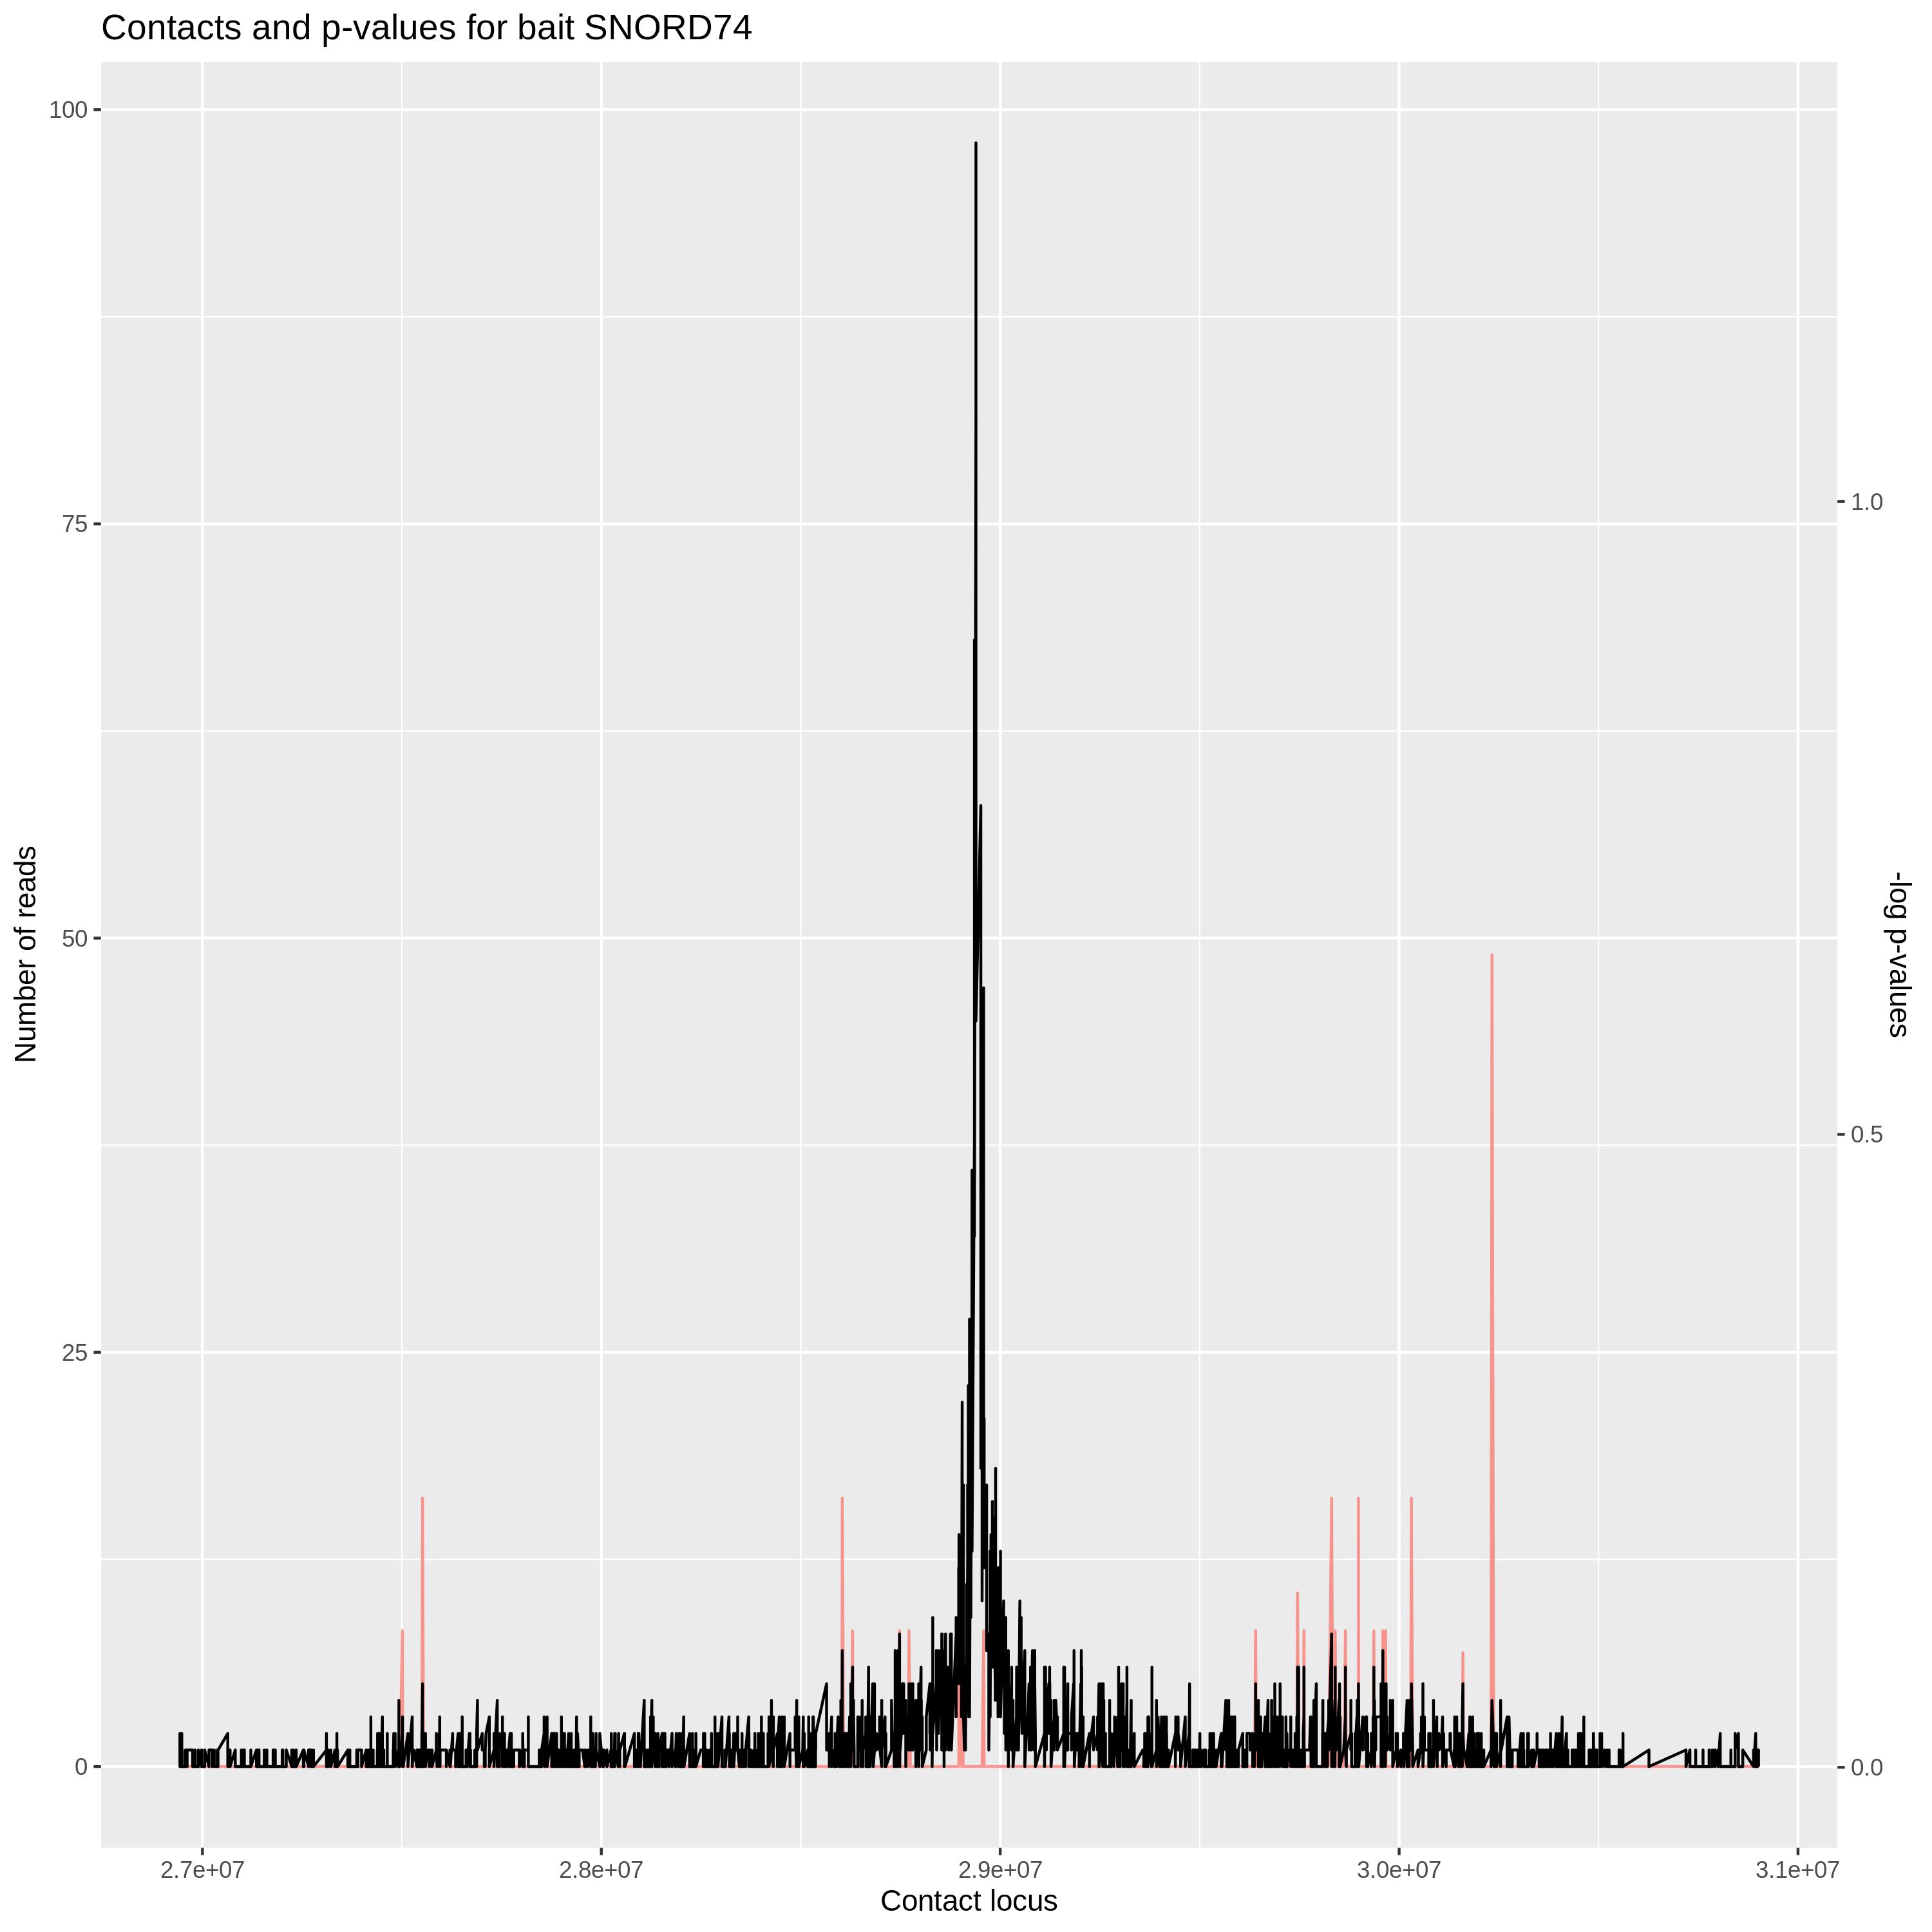 Contacts and p-values for bait SNORD74
100
75
50
25
0
Number of reads
1.0
0.5
0.0
-log p-values
2.7e+07 2.8e+07 2.9e+07 3.0e+07 3.1e+07
Contact locus